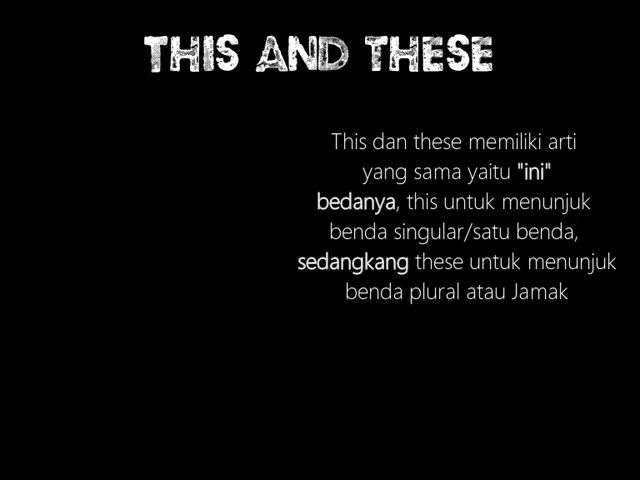 THIS AND THESE
This dan these memiliki arti
yang sama yaitu "ini"
bedanya, this untuk menunjuk
benda singular/satu benda,
sedangkang these untuk menunjuk
benda plural atau Jamak